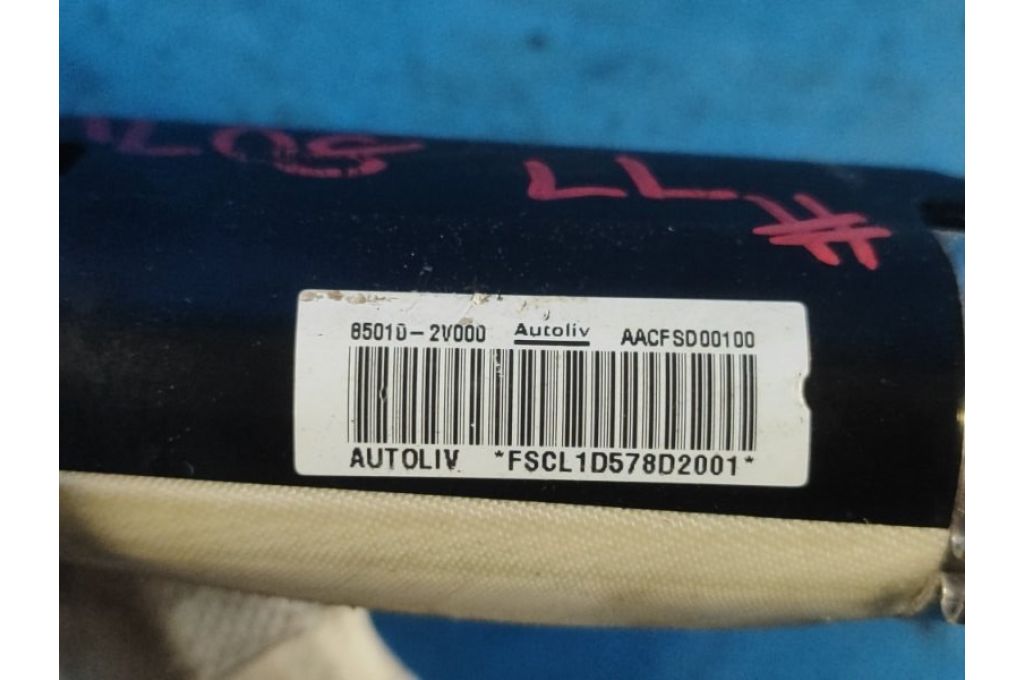 #77
85010-2V000 Autoliv AACFSD00100
AUTOLIV *FSCL1D578D2001*